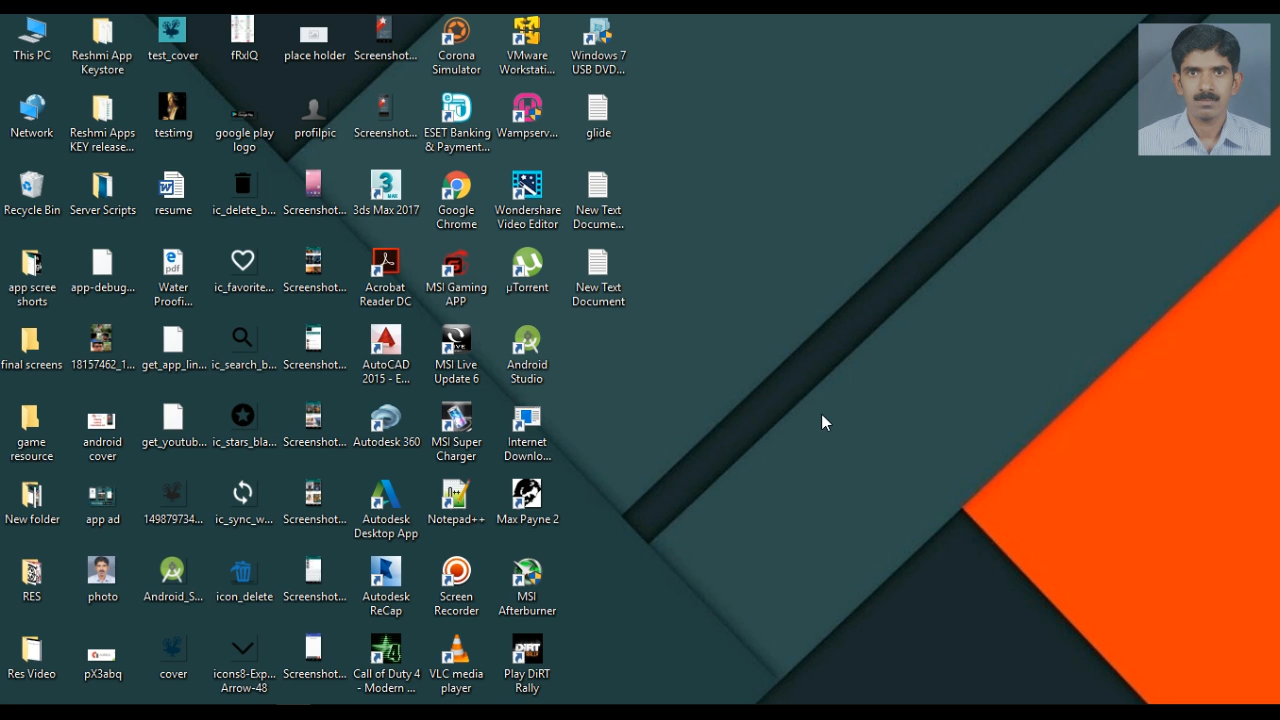 This PC
Reshmi App
Keystore
test_cover
fRxlQ
place holder
Screenshot...
Corona
Simulator
VMware
Workstati...
Windows 7
USB DVD...
Network
Reshmi Apps
KEY release...
testimg
google play
logo
profilpic
Screenshot...
ESET Banking
& Payment...
Wampserv...
glide
Recycle Bin
Server Scripts
resume
ic_delete_b...
Screenshot...
3ds Max 2017
Google
Chrome
Wondershare
Video Editor
New Text
Docume...
app scree
shorts
app-debug...
Water
Proofi...
ic_favorite...
Screenshot...
Acrobat
Reader DC
MSI Gaming
APP
µTorrent
New Text
Document
final screens
18157462_1...
get_app_lin...
ic_search_b...
Screenshot...
AutoCAD
2015 - E...
MSI Live
Update 6
Android
Studio
game
resource
android
cover
get_youtub...
ic_stars_bla...
Screenshot...
Autodesk 360
MSI Super
Charger
Internet
Downlo...
New folder
app ad
149879734...
ic_sync_w...
Screenshot...
Autodesk
Desktop App
Notepad++
Max Payne 2
RES
photo
Android_S...
icon_delete
Screenshot...
Autodesk
ReCap
Screen
Recorder
MSI
Afterburner
Res Video
pX3abq
cover
icons8-Exp...
Arrow-48
Screenshot...
Call of Duty 4
- Modern ...
VLC media
player
Play DiRT
Rally